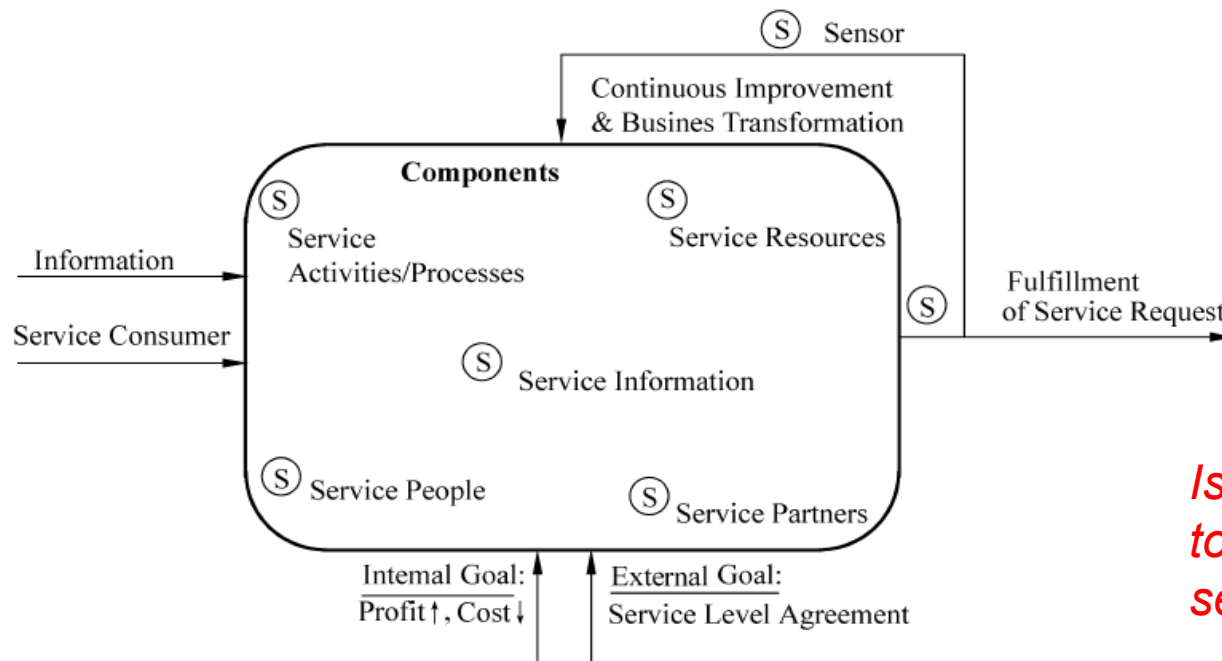 S Sensor
Continuous Improvement
& Busines Transformation
Components
S
S
Service
Activities/Processes
Service Resources
Information
Service Consumer
S
Fulfillment
of Service Request
S
Service Information
S
Service People
S
Service Partners
Internal Goal:
Profit↑, Cost↓
External Goal:
Service Level Agreement
Is
to
se